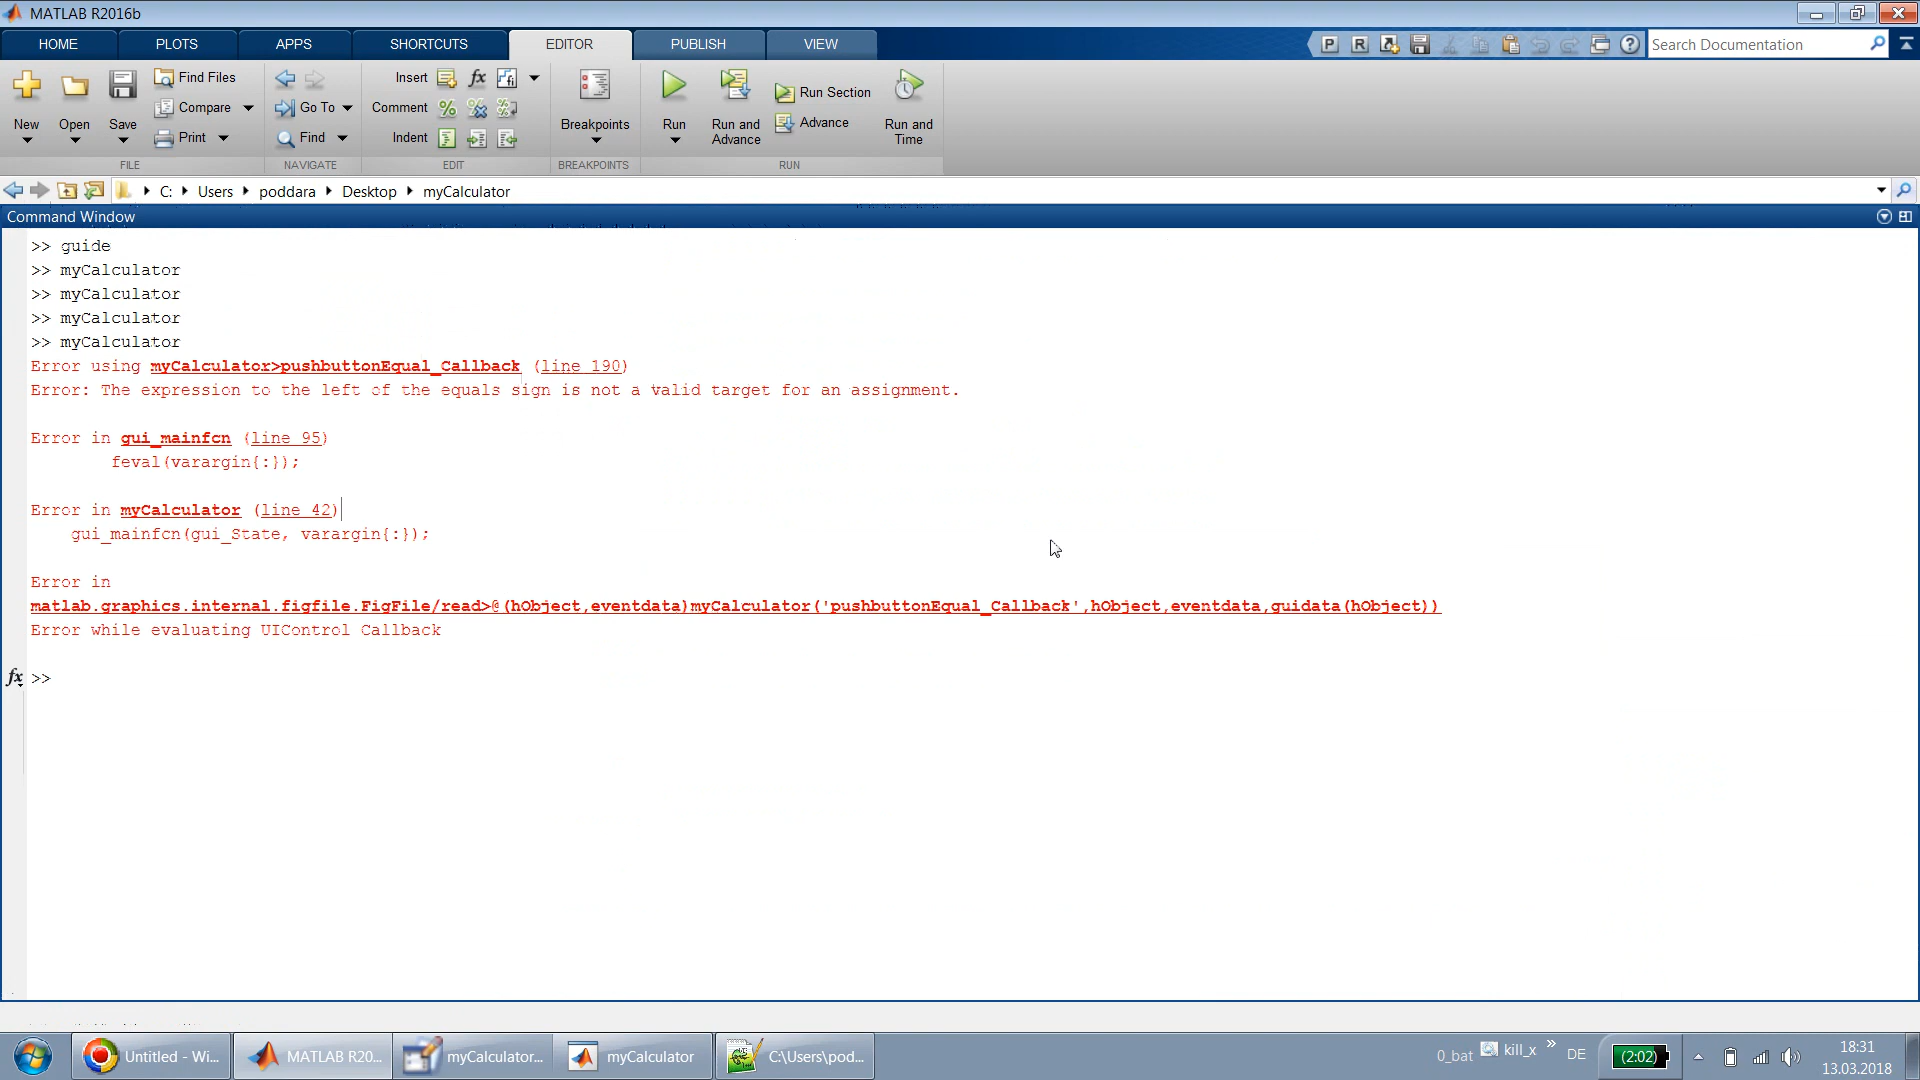 MATLAB R2016b
HOME PLOTS APPS SHORTCUTS EDITOR PUBLISH VIEW
Search Documentation
New Open Save Find Files Compare Print
Go To Find
Insert fx Comment Indent
Breakpoints
Run Run and Advance Run Section Advance Run and Time
FILE NAVIGATE EDIT BREAKPOINTS RUN
C: Users poddara Desktop myCalculator
Command Window
>> guide
>> myCalculator
>> myCalculator
>> myCalculator
>> myCalculator
Error using myCalculator>pushbuttonEqual_Callback (line 190)
Error: The expression to the left of the equals sign is not a valid target for an assignment.
Error in gui_mainfcn (line 95)
feval(varargin{:});
Error in myCalculator (line 42)
gui_mainfcn(gui_State, varargin{:});
Error in
matlab.graphics.internal.figfile.FigFile/read>@(hObject,eventdata)myCalculator('pushbuttonEqual_Callback',hObject,eventdata,guidata(hObject))
Error while evaluating UIControl Callback
fx >>
Untitled - Wi... MATLAB R20... myCalculator... myCalculator C:\Users\pod... 0_bat kill_x » DE (2:02) 18:31
13.03.2018